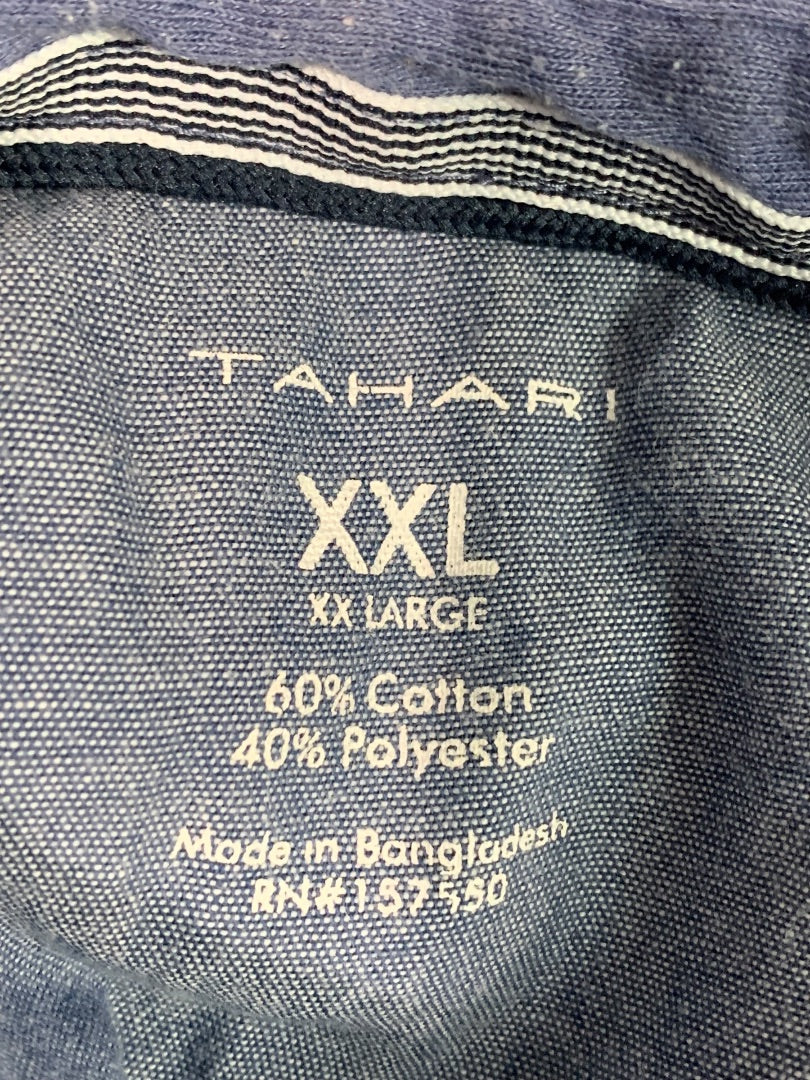 TAHARI
XXL
XX LARGE
60% Cotton
40% Polyester
Made in Bangladesh
RN#157550